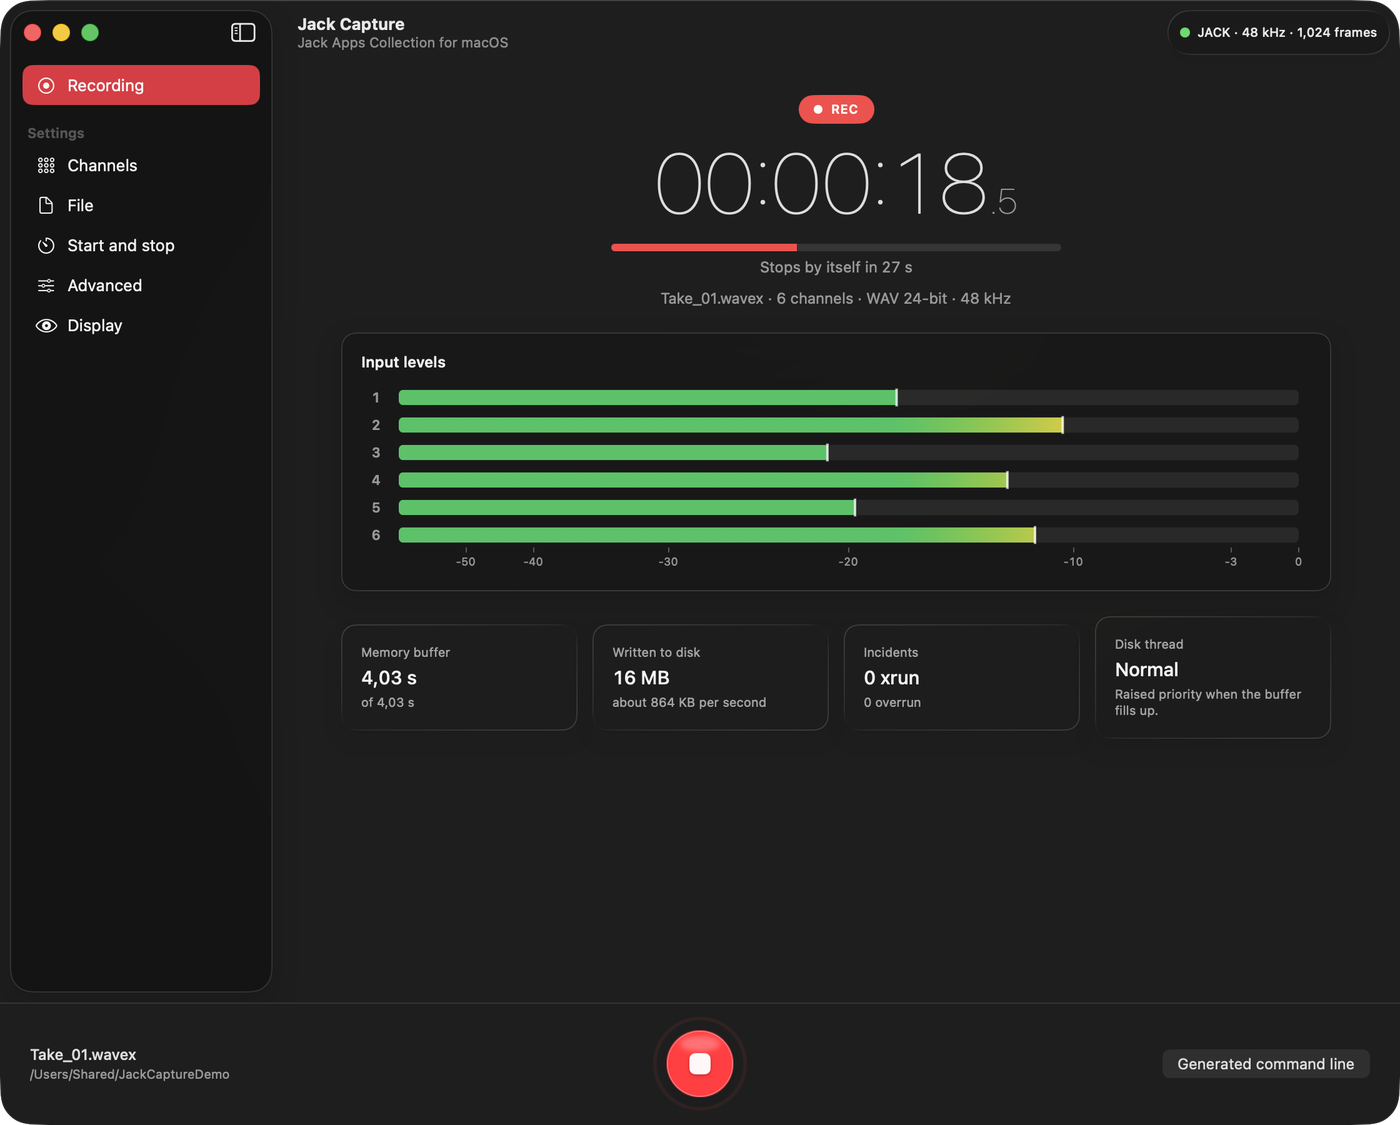 Jack Capture
Jack Apps Collection for macOS
JACK · 48 kHz · 1,024 frames
Recording
Settings
Channels
File
Start and stop
Advanced
Display
REC
00:00:18.5
Stops by itself in 27 s
Take_01.wavex · 6 channels · WAV 24-bit · 48 kHz
Input levels
1
2
3
4
5
6
-50 -40 -30 -20 -10 -3 0
Memory buffer
4,03 s
of 4,03 s
Written to disk
16 MB
about 864 KB per second
Incidents
0 xrun
0 overrun
Disk thread
Normal
Raised priority when the buffer
fills up.
Take_01.wavex
/Users/Shared/JackCaptureDemo
Generated command line